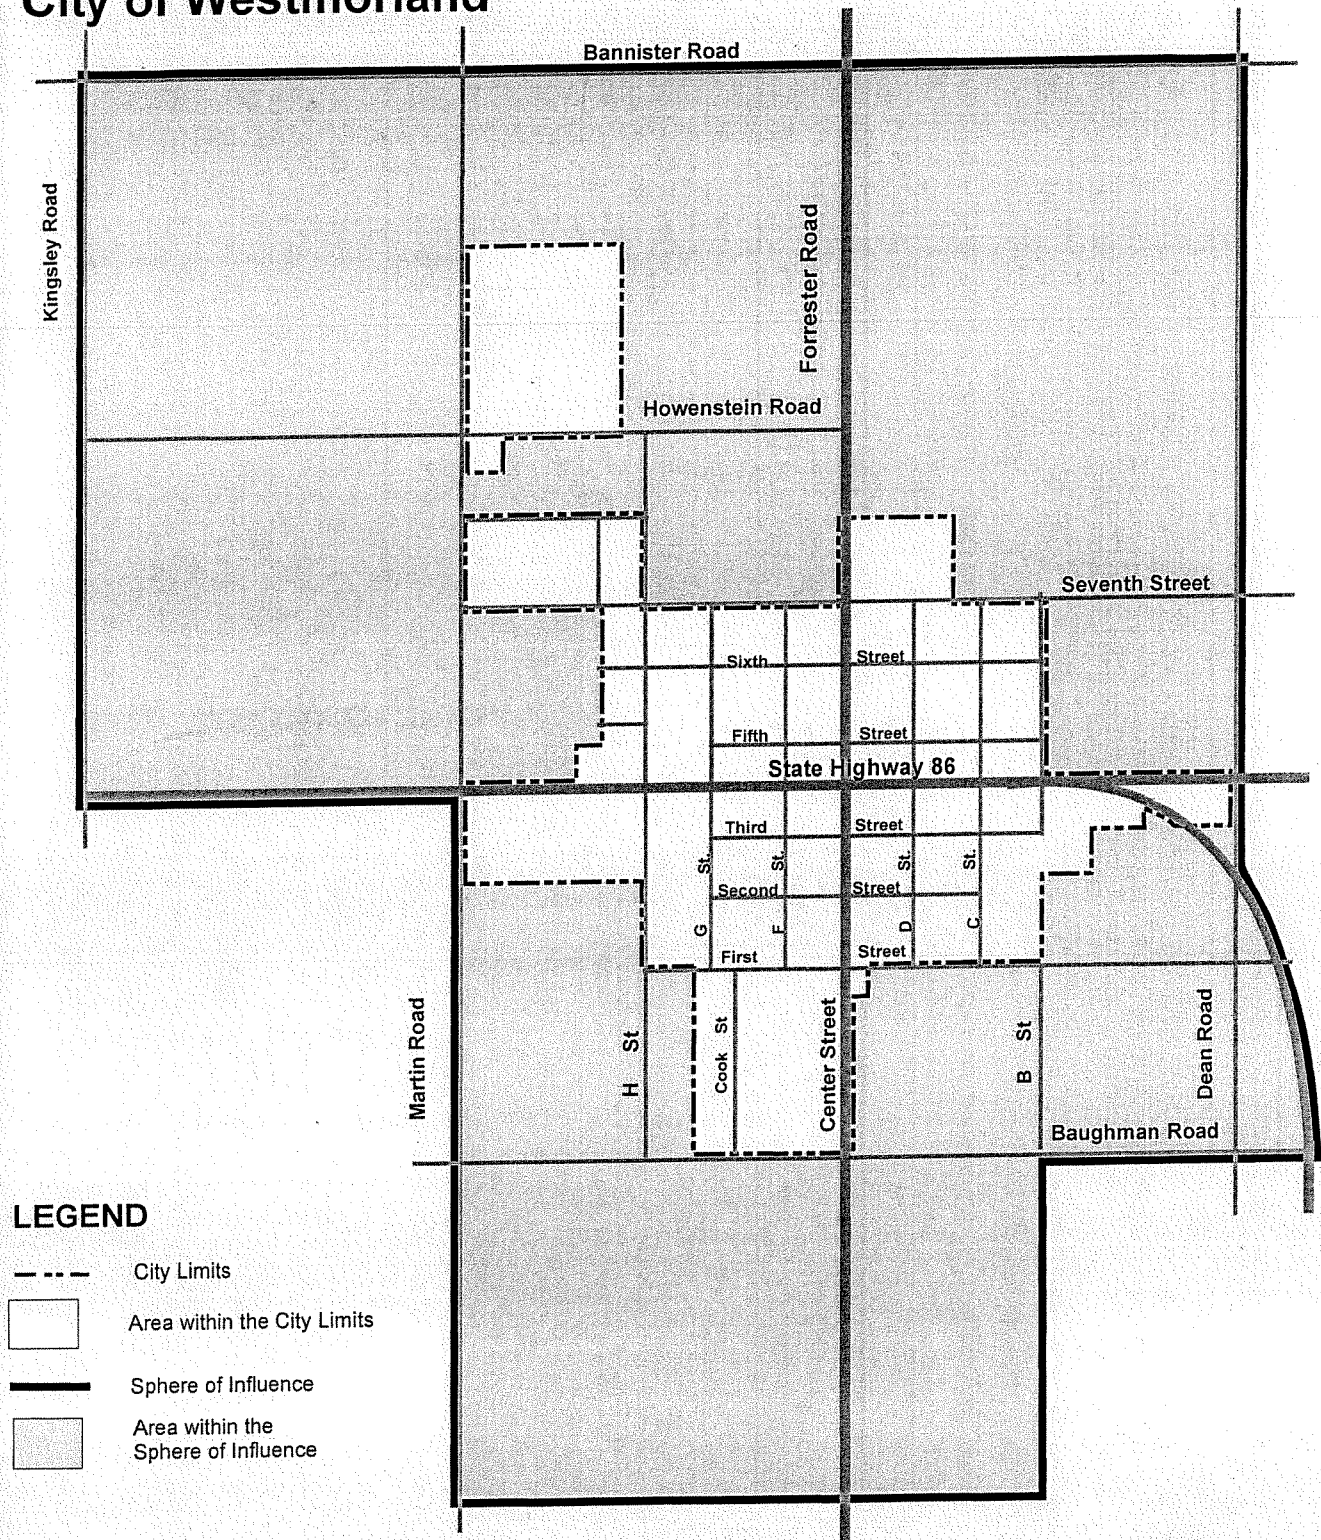 City of Westmorland
Bannister Road
Kingsley Road
Forrester Road
Howenstein Road
Seventh Street
Sixth Street
Fifth Street
State Highway 86
Third Street
G St.
F St.
D St.
C St.
Second Street
First Street
Martin Road
H St
Cook St
Center Street
B St
Dean Road
Baughman Road
LEGEND
City Limits
Area within the City Limits
Sphere of Influence
Area within the
Sphere of Influence